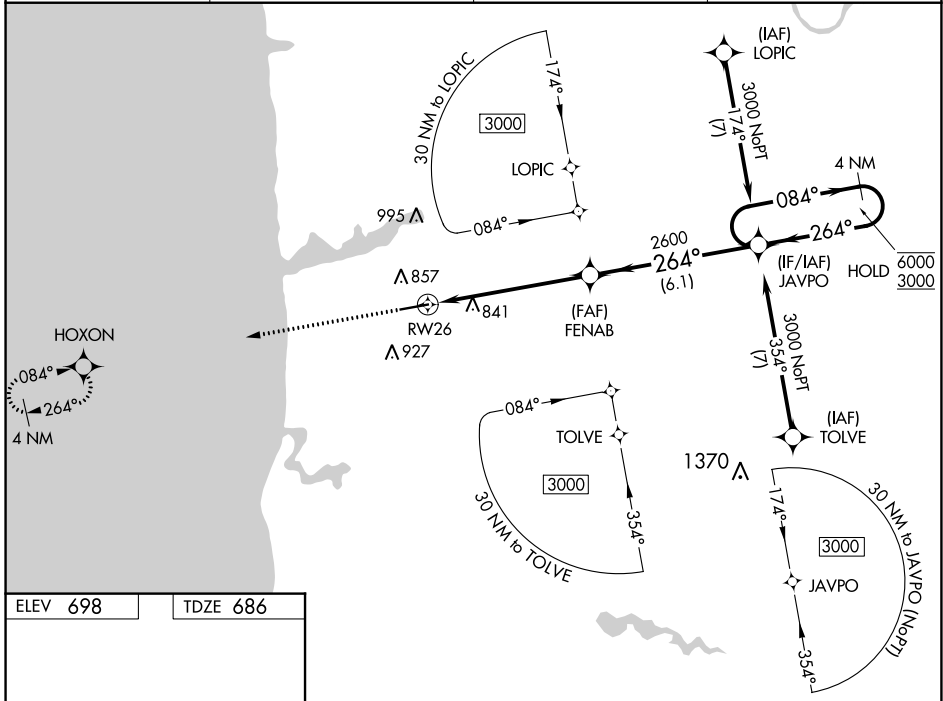 (IAF)
LOPIC
3000 NoPT
174°
(7)
30 NM to LOPIC
174°
3000
LOPIC
084°
4 NM
084°
264°
HOLD
6000
3000
(IF/IAF)
JAVPO
995
2600
264°
(6.1)
857
841
RW26
927
(FAF)
FENAB
HOXON
084°
264°
4 NM
3000 NoPT
354°
(7)
(IAF)
TOLVE
084°
TOLVE
3000
354°
30 NM to TOLVE
1370
174°
30 NM to JAVPO (NoPT)
3000
JAVPO
354°
ELEV 698
TDZE 686